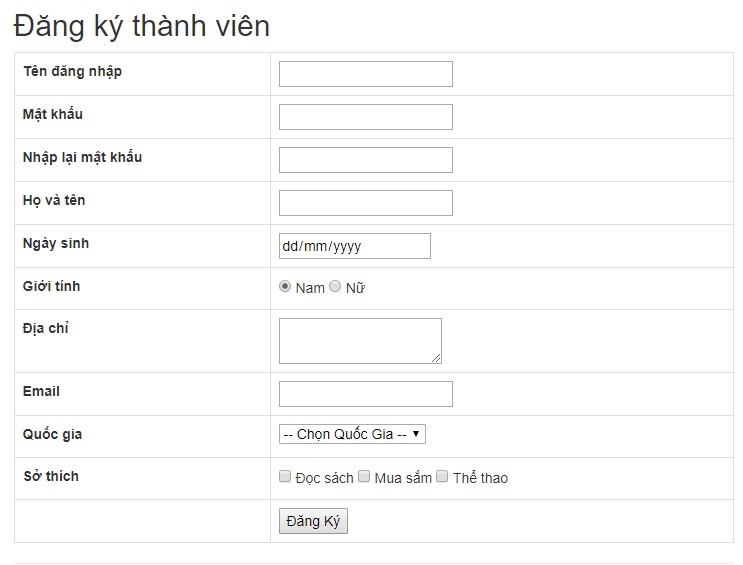 Đăng ký thành viên
Tên đăng nhập
Mật khẩu
Nhập lại mật khẩu
Họ và tên
Ngày sinh dd/mm/yyyy
Giới tính Nam Nữ
Địa chỉ
Email
Quốc gia -- Chọn Quốc Gia --
Sở thích Đọc sách Mua sắm Thể thao
Đăng Ký